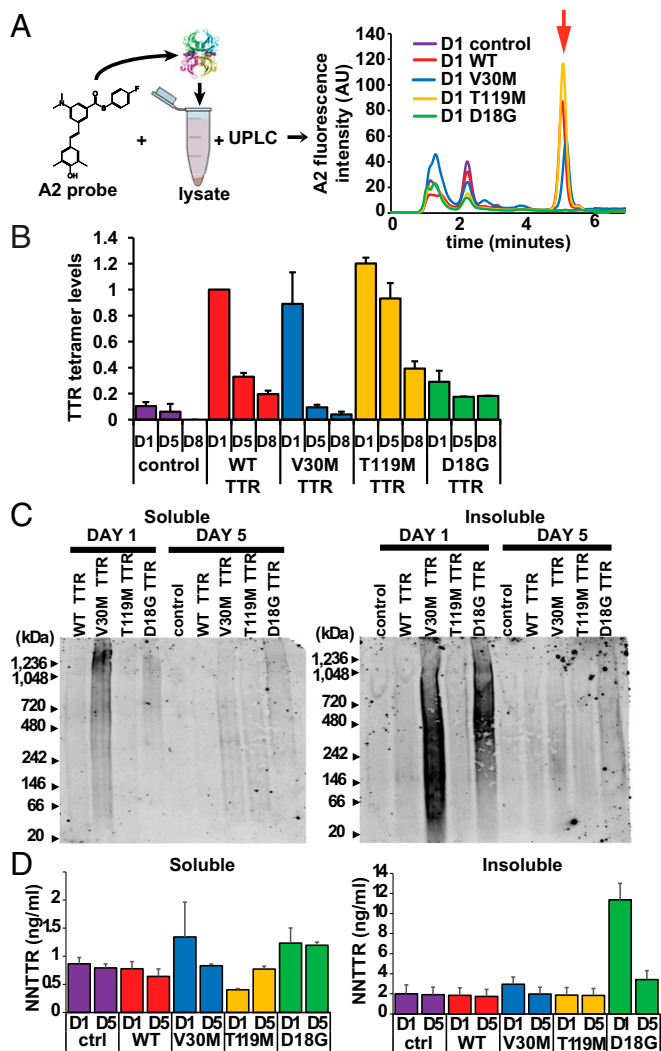 A
N
O
S
F
OH
A2 probe
+
lysate
+ UPLC
A2 fluorescence
intensity (AU)
140
120
100
80
60
40
20
0
0
2
4
6
time (minutes)
D1 control
D1 WT
D1 V30M
D1 T119M
D1 D18G
B
TTR tetramer levels
1.4
1.2
1
0.8
0.6
0.4
0.2
0
D1 D5 D8 D1 D5 D8 D1 D5 D8 D1 D5 D8 D1 D5 D8
control WT V30M T119M D18G
TTR TTR TTR TTR
C
Soluble
DAY 1 DAY 5
WT TTR
V30M TTR
T119M TTR
D18G TTR
control
WT TTR
V30M TTR
T119M TTR
D18G TTR
(kDa)
1,236
1,048
720
480
242
146
66
20
Insoluble
DAY 1 DAY 5
control
WT TTR
V30M TTR
T119M TTR
D18G TTR
control
WT TTR
V30M TTR
T119M TTR
D18G TTR
(kDa)
1,236
1,048
720
480
242
146
66
20
D
Soluble
NNTTR (ng/ml)
2
1.5
1
0.5
0
D1 D5 D1 D5 D1 D5 D1 D5 D1 D5
ctrl WT V30M T119M D18G
Insoluble
NNTTR (ng/ml)
14
12
10
8
6
4
2
0
D1 D5 D1 D5 D1 D5 D1 D5 D1 D5
ctrl WT V30M T119M D18G